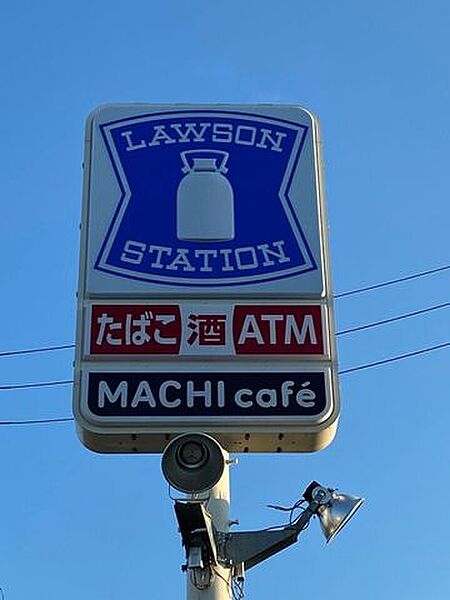 LAWSON
STATION
たばこ 酒 ATM
MACHI café